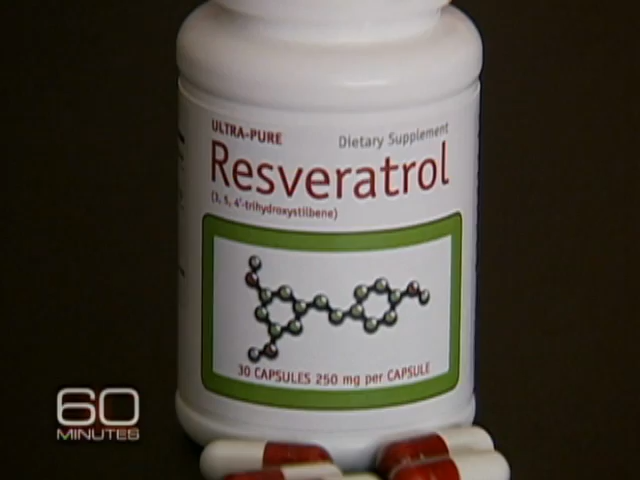 ULTRA-PURE
Dietary Supplement
Resveratrol
(3, 5, 4'-trihydroxystilbene)
30 CAPSULES 250 mg per CAPSULE
60
MINUTES